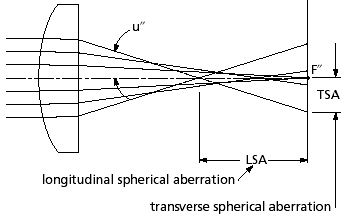 u″
F″
TSA
LSA
longitudinal spherical aberration
transverse spherical aberration